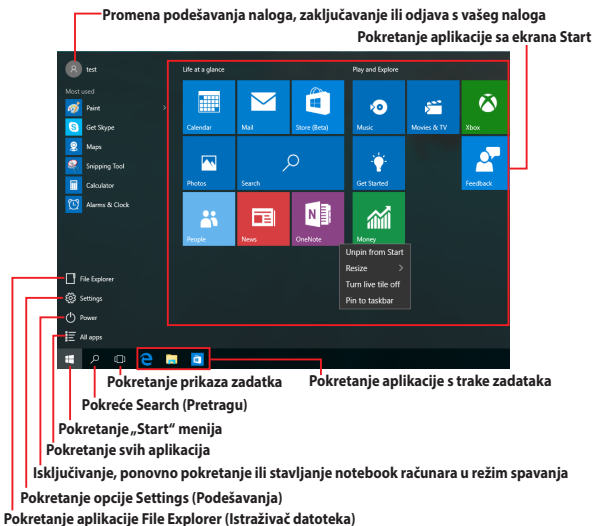 Promena podešavanja naloga, zaključavanje ili odjava s vašeg naloga
Pokretanje aplikacije sa ekrana Start
test
Life at a glance
Play and Explore
Most used
Paint
Get Skype
Maps
Snipping Tool
Calculator
Alarms & Clock
Calendar
Mail
Store (Beta)
Music
Movies & TV
Xbox
Photos
Search
Get Started
Feedback
People
News
OneNote
Money
Unpin from Start
Resize
Turn live tile off
Pin to taskbar
File Explorer
Settings
Power
All apps
Pokretanje prikaza zadatka
Pokretanje aplikacije s trake zadataka
Pokreće Search (Pretragu)
Pokretanje „Start“ menija
Pokretanje svih aplikacija
Isključivanje, ponovno pokretanje ili stavljanje notebook računara u režim spavanja
Pokretanje opcije Settings (Podešavanja)
Pokretanje aplikacije File Explorer (Istraživač datoteka)